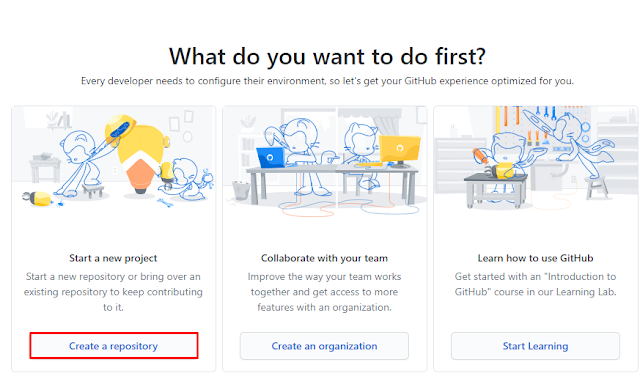 What do you want to do first?
Every developer needs to configure their environment, so let's get your GitHub experience optimized for you.
Start a new project
Start a new repository or bring over an
existing repository to keep contributing
to it.
Create a repository
Collaborate with your team
Improve the way your team works
together and get access to more
features with an organization.
Create an organization
Learn how to use GitHub
Get started with an "Introduction to
GitHub" course in our Learning Lab.
Start Learning